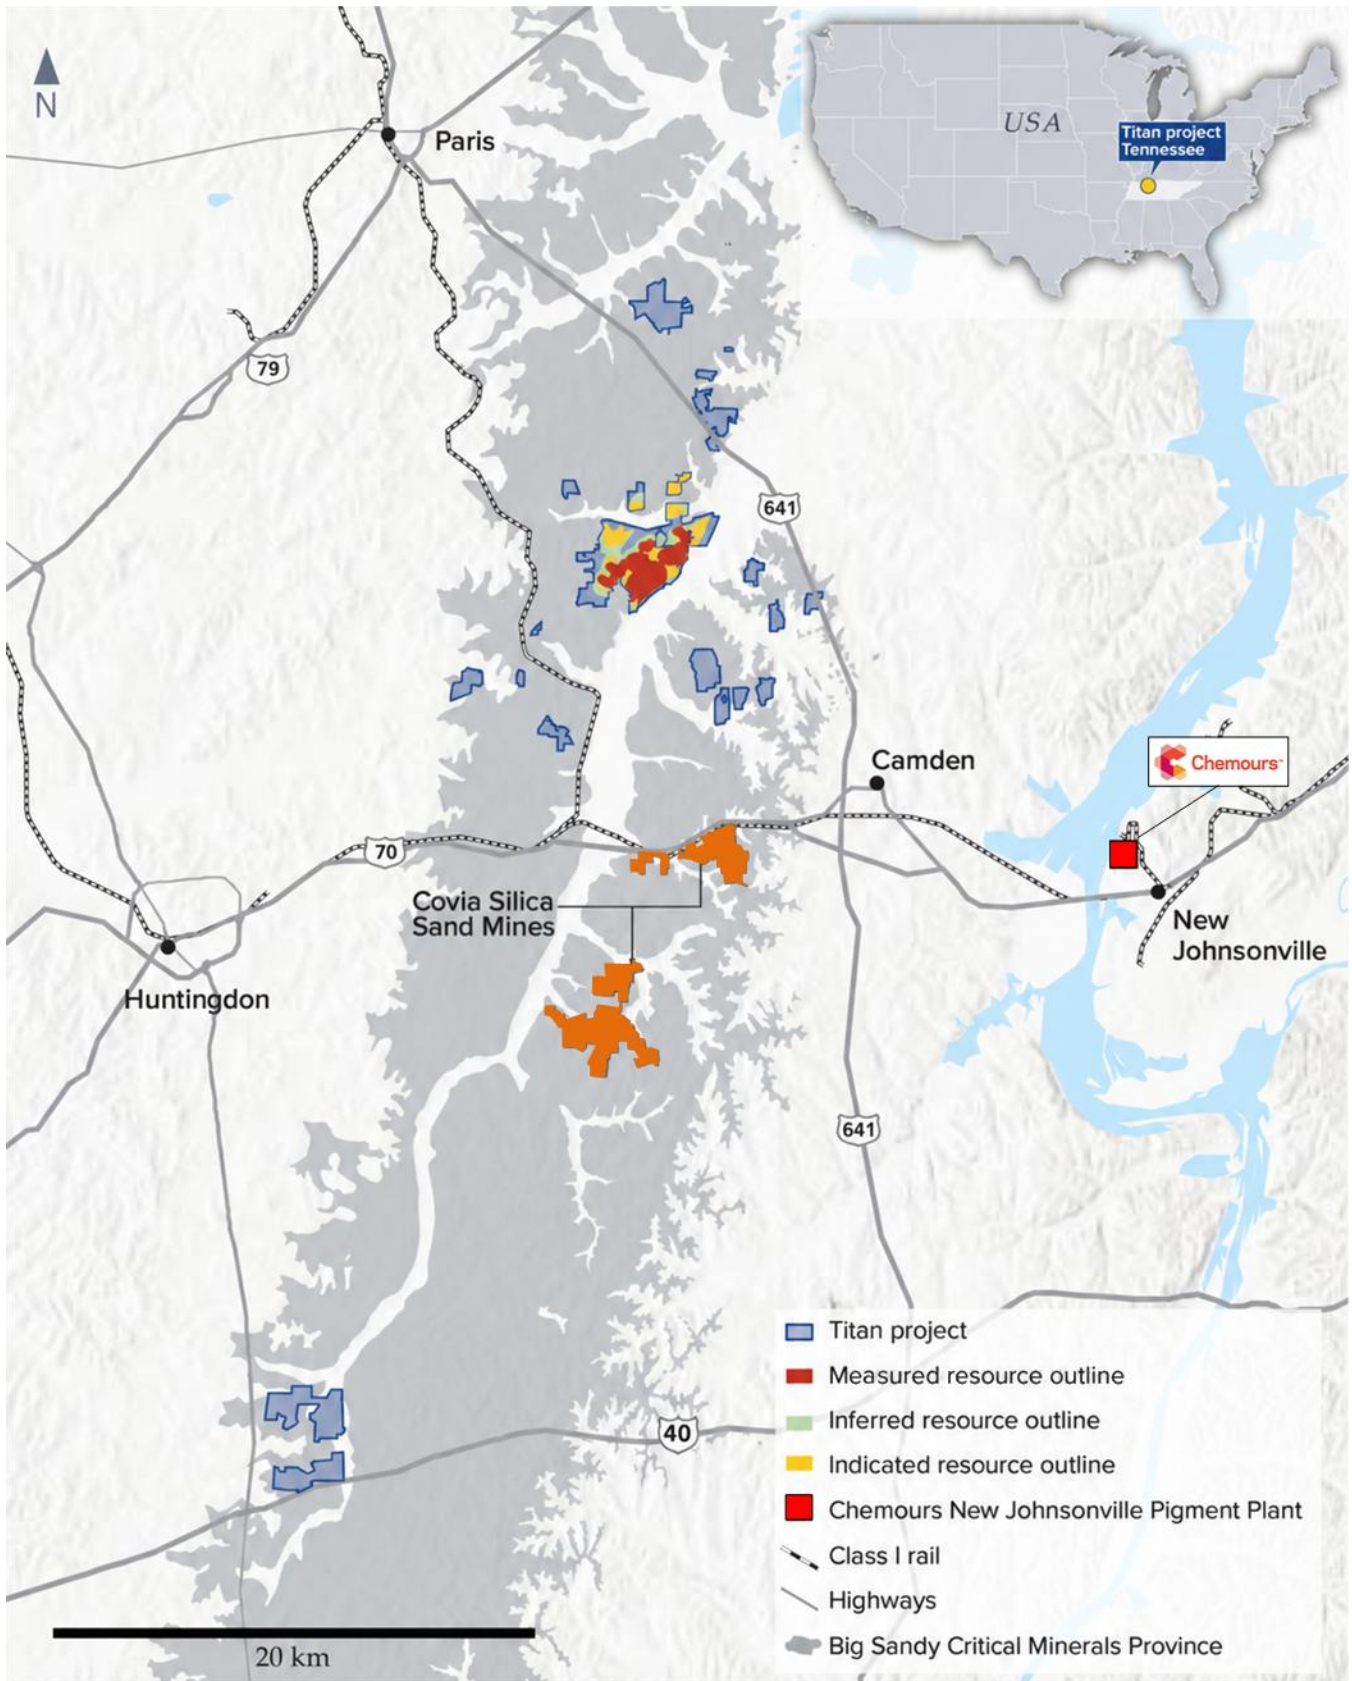 N
Paris
USA
Titan project
Tennessee
79
641
Camden
Chemours™
70
Covia Silica
Sand Mines
New
Johnsonville
Huntingdon
641
Titan project
Measured resource outline
Inferred resource outline
40
Indicated resource outline
Chemours New Johnsonville Pigment Plant
Class I rail
Highways
Big Sandy Critical Minerals Province
20 km